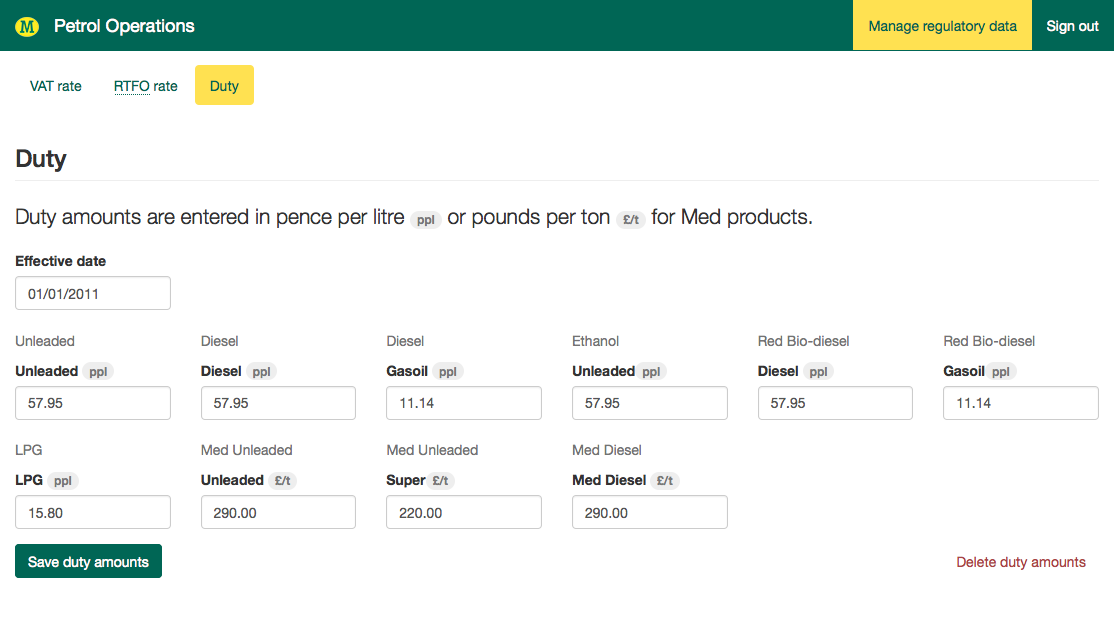 M Petrol Operations Manage regulatory data Sign out
VAT rate RTFO rate Duty
Duty
Duty amounts are entered in pence per litre ppl or pounds per ton £/t for Med products.
Effective date
01/01/2011
Unleaded Diesel Diesel Ethanol Red Bio-diesel Red Bio-diesel
Unleaded ppl Diesel ppl Gasoil ppl Unleaded ppl Diesel ppl Gasoil ppl
57.95 57.95 11.14 57.95 57.95 11.14
LPG Med Unleaded Med Unleaded Med Diesel
LPG ppl Unleaded £/t Super £/t Med Diesel £/t
15.80 290.00 220.00 290.00
Save duty amounts Delete duty amounts